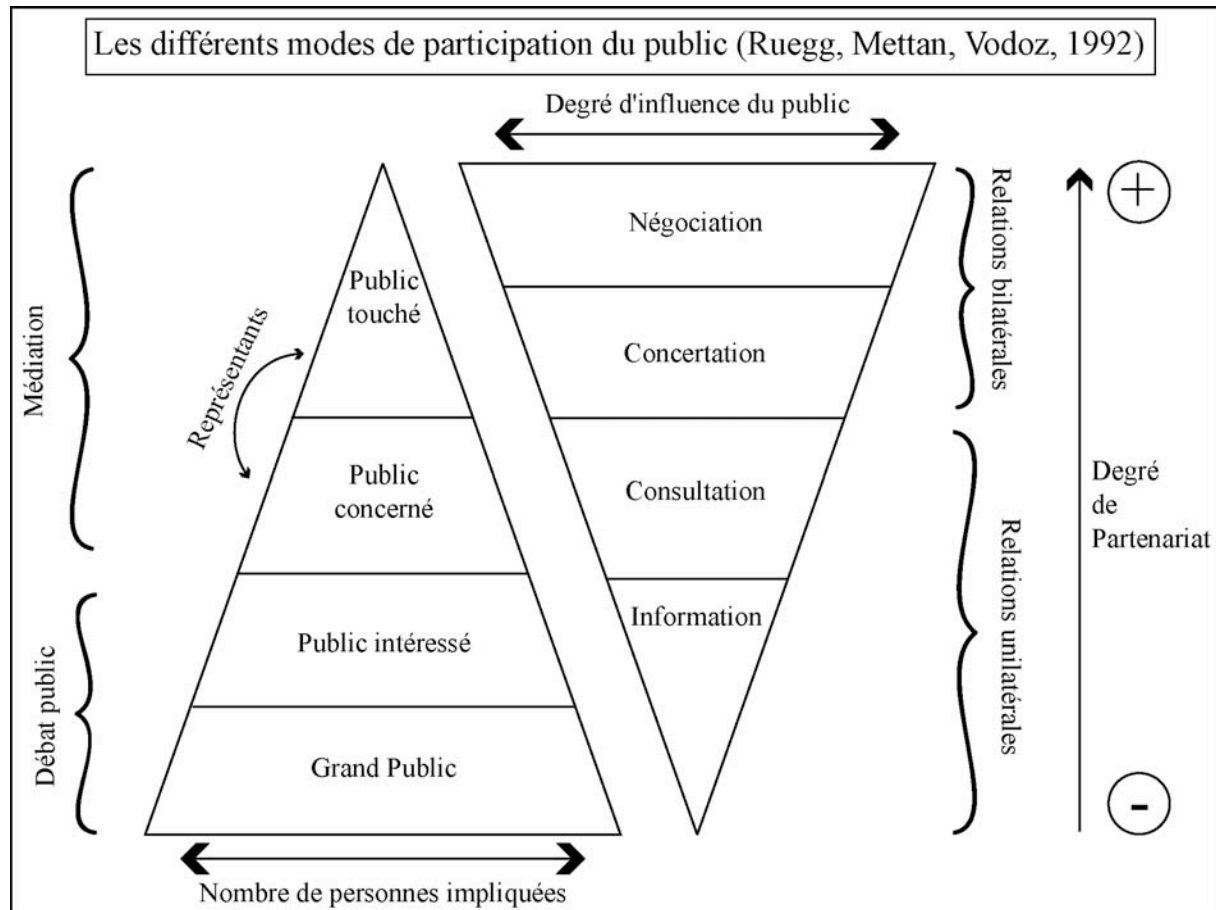 Les différents modes de participation du public (Ruegg, Mettan, Vodoz, 1992)
Degré d'influence du public
Médiation
Débat public
Représentants
Public
touché
Public
concerné
Public intéressé
Grand Public
Nombre de personnes impliquées
Négociation
Concertation
Consultation
Information
Relations bilatérales
Relations unilatérales
+
Degré
de
Partenariat
-